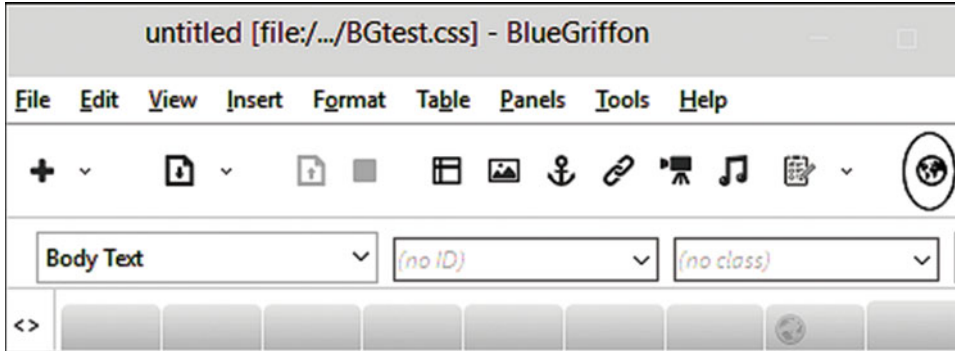 untitled [file:/.../BGtest.css] - BlueGriffon
File Edit View Insert Format Table Panels Tools Help
Body Text (no ID) (no class)
<>